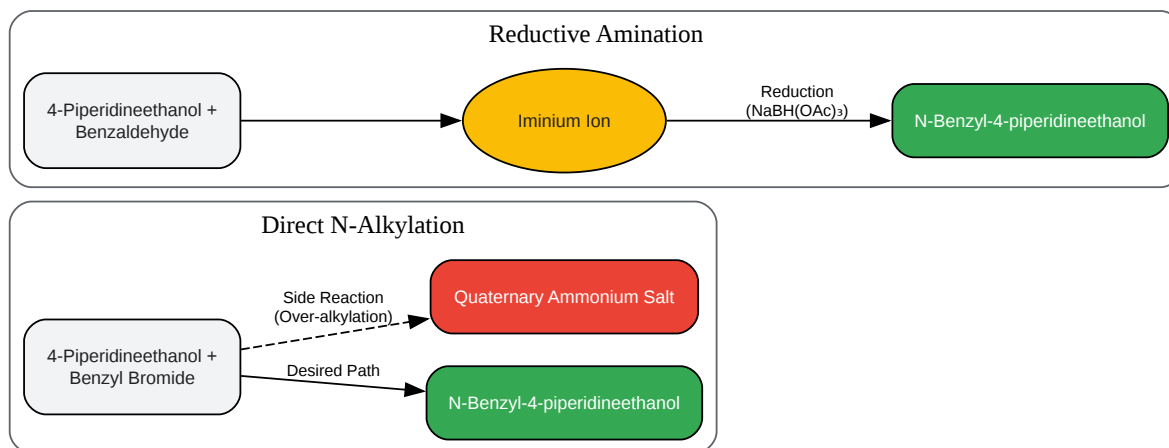 Reductive Amination
4-Piperidineethanol +
Benzaldehyde
Iminium Ion
Reduction
(NaBH(OAc)₃)
N-Benzyl-4-piperidineethanol
Direct N-Alkylation
4-Piperidineethanol +
Benzyl Bromide
Side Reaction
(Over-alkylation)
Quaternary Ammonium Salt
Desired Path
N-Benzyl-4-piperidineethanol